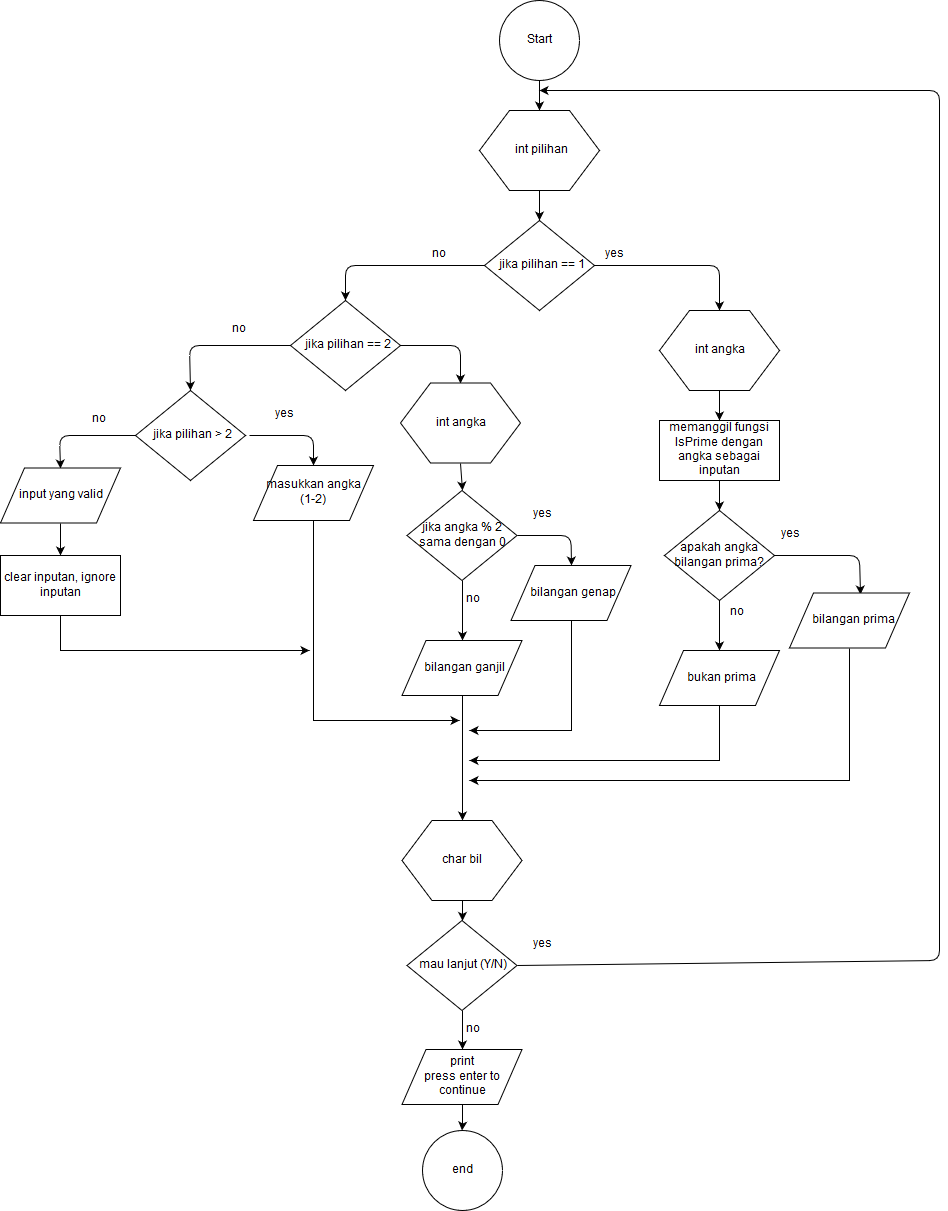 Start
int pilihan
jika pilihan == 1
no
yes
jika pilihan == 2
no
int angka
jika pilihan > 2
no
yes
int angka
input yang valid
masukkan angka
(1-2)
memanggil fungsi
IsPrime dengan
angka sebagai
inputan
clear inputan, ignore
inputan
jika angka % 2
sama dengan 0
yes
no
bilangan genap
apakah angka
bilangan prima?
yes
no
bilangan prima
bilangan ganjil
bukan prima
char bil
mau lanjut (Y/N)
yes
no
print
press enter to
continue
end